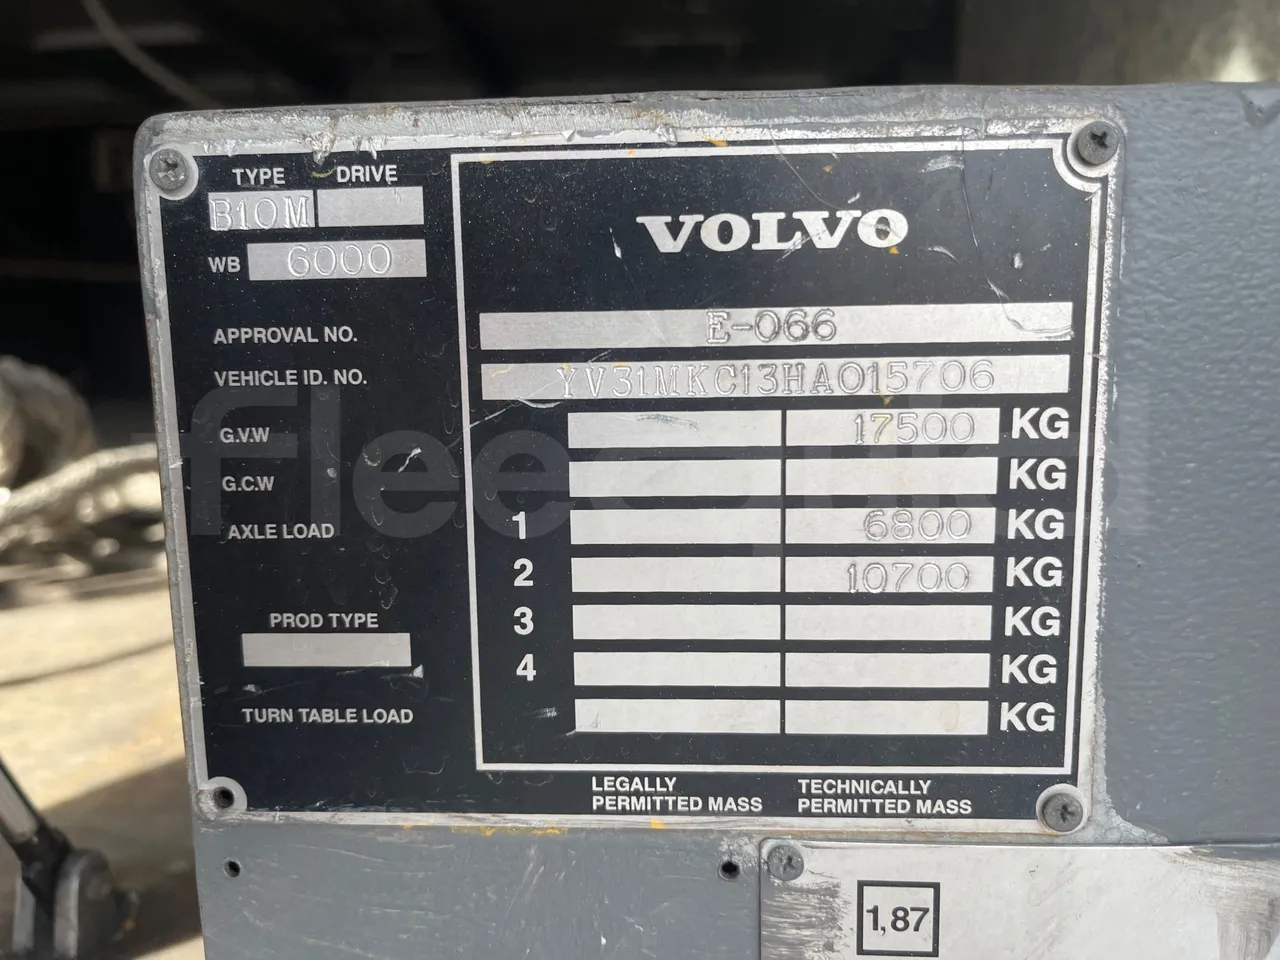 TYPE DRIVE
B10M
WB 6000
VOLVO
APPROVAL NO. E-066
VEHICLE ID. NO. YV31MKC13HA015706
G.V.W 17500 KG
G.C.W KG
AXLE LOAD 1 6800 KG
2 10700 KG
3 KG
4 KG
PROD TYPE
TURN TABLE LOAD KG
LEGALLY
PERMITTED MASS
TECHNICALLY
PERMITTED MASS
1,87
fleequid